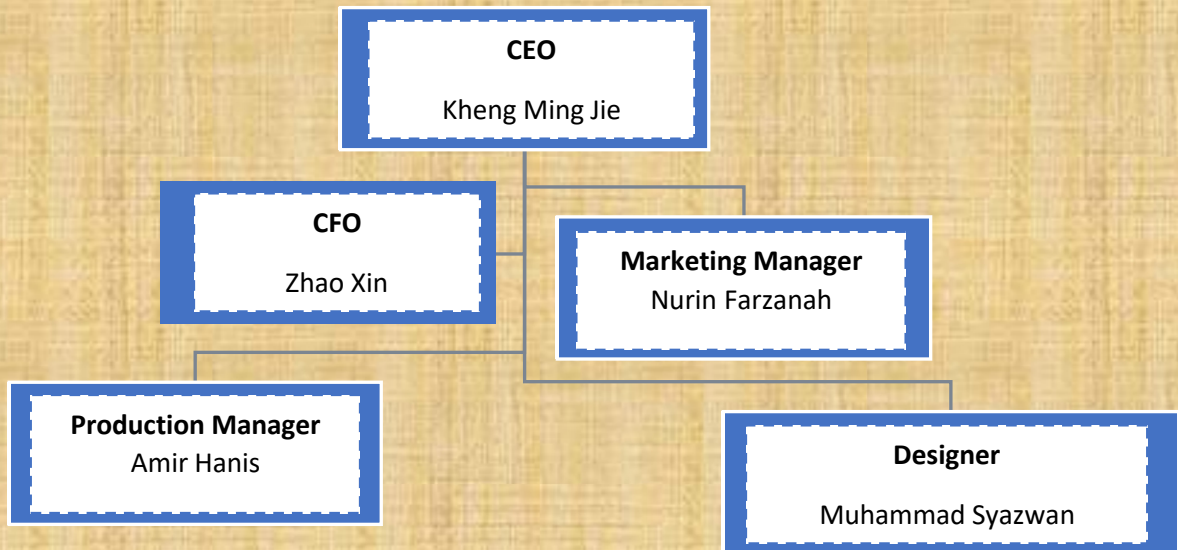 CEO
Kheng Ming Jie
CFO
Zhao Xin
Marketing Manager
Nurin Farzanah
Production Manager
Amir Hanis
Designer
Muhammad Syazwan